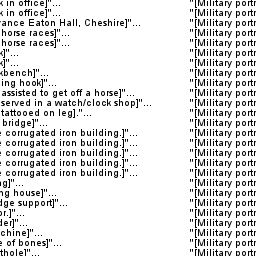 k in office]"... "[Military portr
k in office]"... "[Military portr
rance Eaton Hall, Cheshire]"... "[Military portr
horse races]"... "[Military portr
horse races]"... "[Military portr
k]"... "[Military portr
k]"... "[Military portr
kbench]"... "[Military portr
ing hook]"... "[Military portr
assisted to get off a horse]"... "[Military portr
served in a watch/clock shop]"... "[Military portr
tattooed on leg]."... "[Military portr
bridge]"... "[Military portr
e corrugated iron building.]"... "[Military portr
e corrugated iron building.]"... "[Military portr
e corrugated iron building.]"... "[Military portr
e corrugated iron building.]"... "[Military portr
e corrugated iron building.]"... "[Military portr
ng]"... "[Military portr
ng house]"... "[Military portr
dge support]"... "[Military portr
or.]"... "[Military portr
der]"... "[Military portr
chine]"... "[Military portr
e of bones]"... "[Military portr
thole]"... "[Military portr